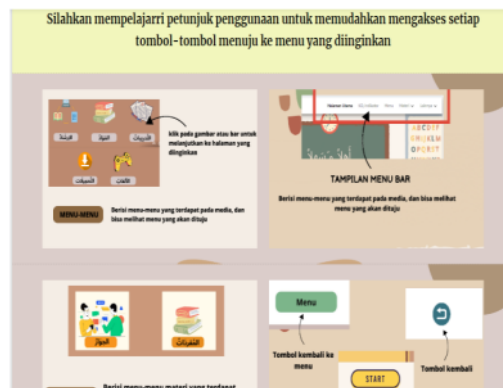 Silahkan mempelajarri petunjuk penggunaan untuk memudahkan mengakses setiap
tombol-tombol menuju ke menu yang diinginkan
klik pada gambar atau bar untuk
melanjutkan ke halaman yang
diinginkan
MENU-MENU
Berisi menu-menu yang terdapat pada media, dan
bisa melihat menu yang akan dituju
TAMPILAN MENU BAR
Berisi menu-menu yang terdapat pada media, dan bisa melihat
menu yang akan dituju
الحوار
المفردات
Berisi menu-menu materi yang terdapat
Menu
Tombol kembali ke
menu
Tombol kembali
START